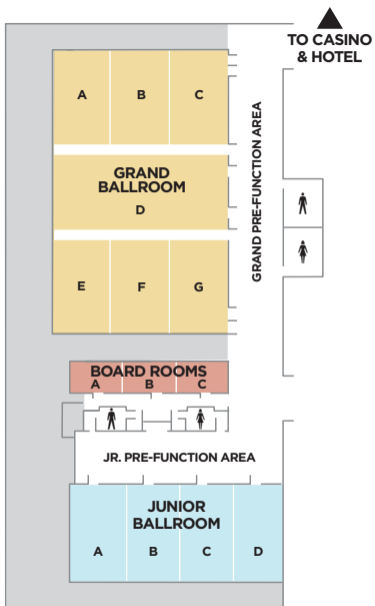 TO CASINO
& HOTEL
A B C
GRAND
BALLROOM
D
GRAND PRE-FUNCTION AREA
E F G
BOARD ROOMS
A B C
JR. PRE-FUNCTION AREA
JUNIOR
BALLROOM
A B C D